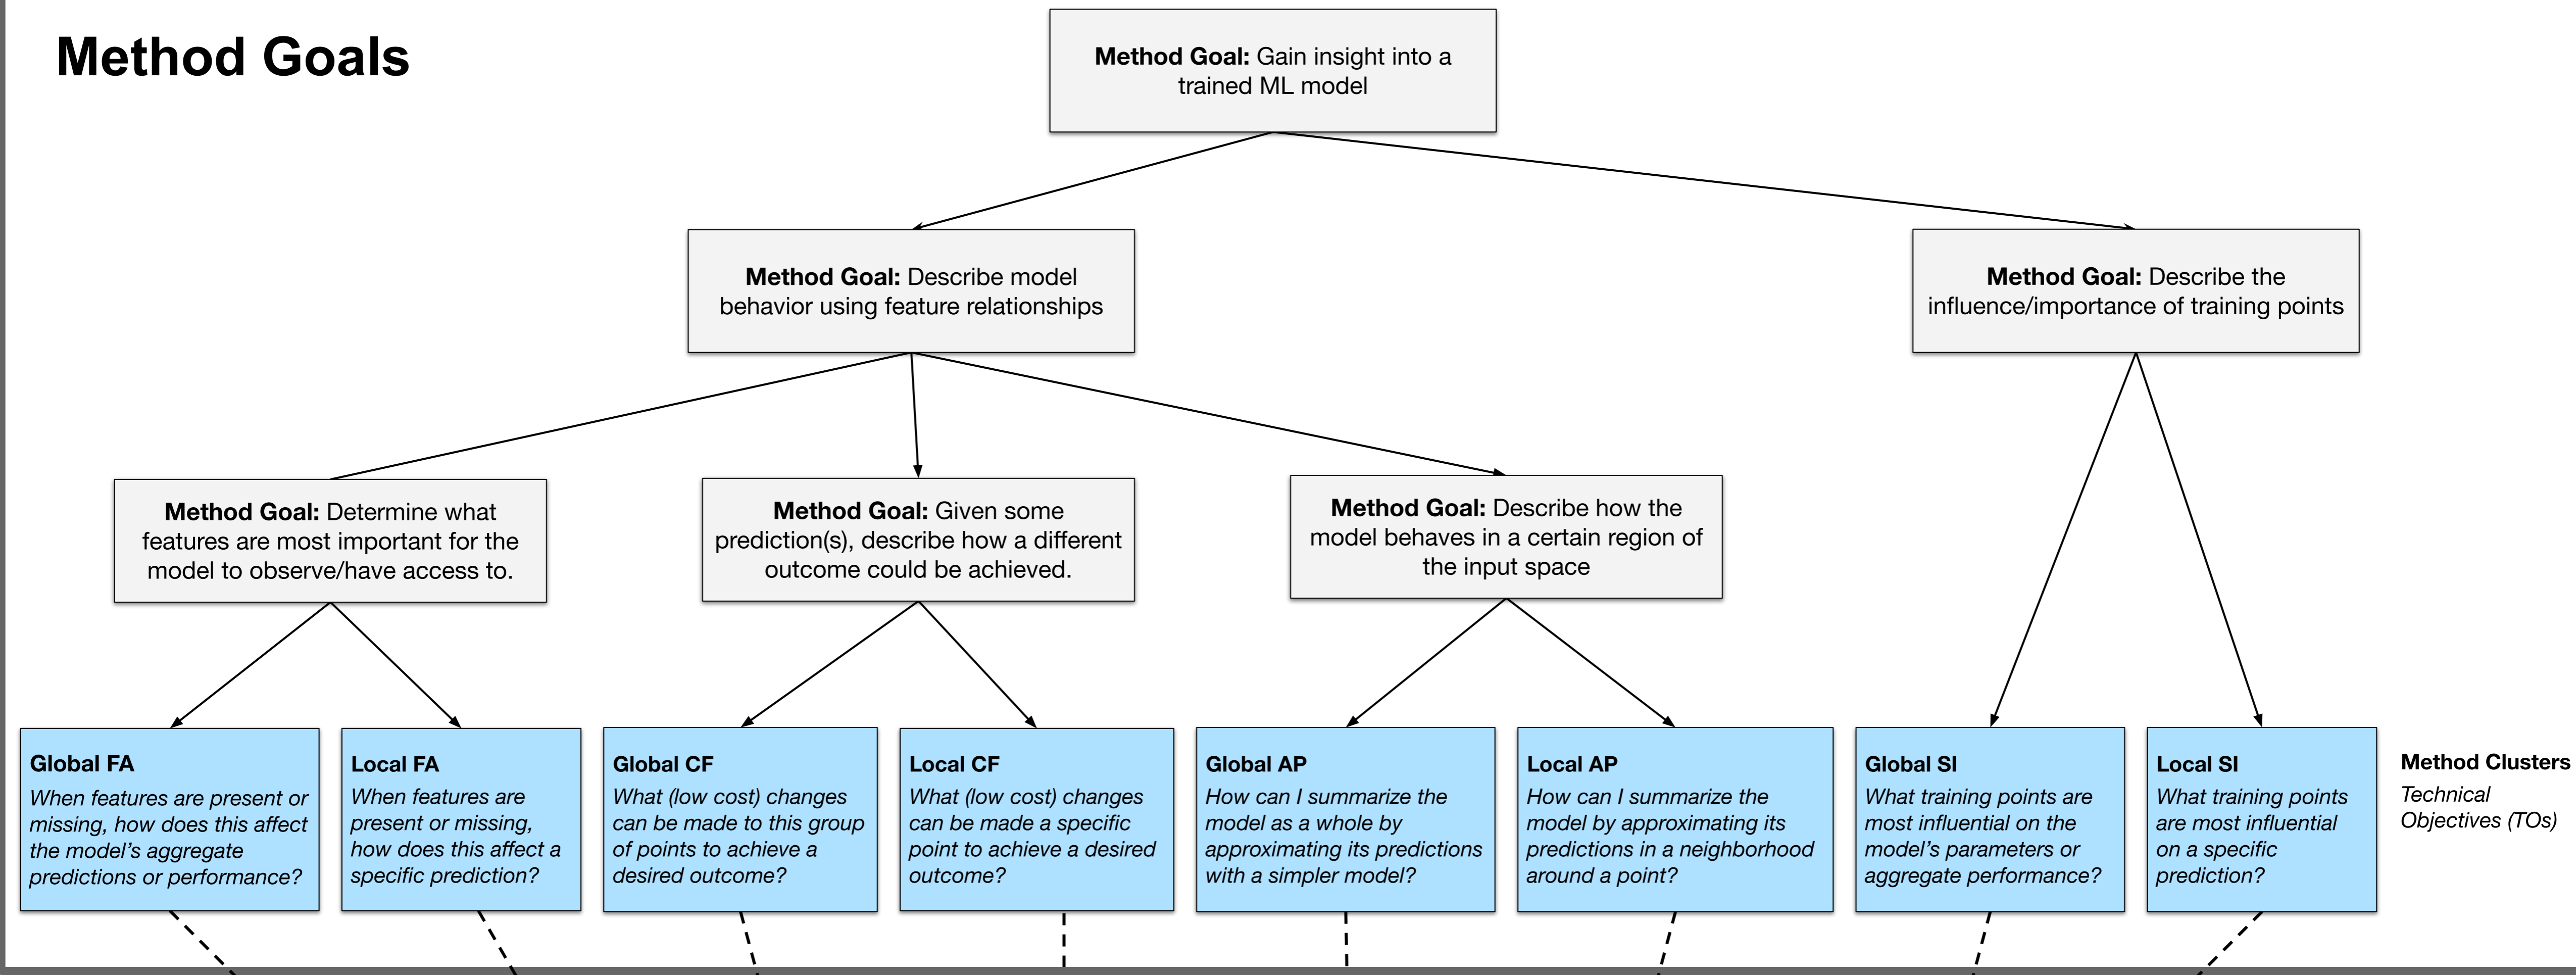 Method Goals
Method Goal: Gain insight into a
trained ML model
Method Goal: Describe model
behavior using feature relationships
Method Goal: Describe the
influence/importance of training points
Method Goal: Determine what
features are most important for the
model to observe/have access to.
Method Goal: Given some
prediction(s), describe how a different
outcome could be achieved.
Method Goal: Describe how the
model behaves in a certain region of
the input space
Global FA
When features are present or
missing, how does this affect
the model’s aggregate
predictions or performance?
Local FA
When features are
present or missing,
how does this affect a
specific prediction?
Global CF
What (low cost) changes
can be made to this group
of points to achieve a
desired outcome?
Local CF
What (low cost) changes
can be made a specific
point to achieve a desired
outcome?
Global AP
How can I summarize the
model as a whole by
approximating its predictions
with a simpler model?
Local AP
How can I summarize the
model by approximating its
predictions in a neighborhood
around a point?
Global SI
What training points are
most influential on the
model’s parameters or
aggregate performance?
Local SI
What training points
are most influential
on a specific
prediction?
Method Clusters
Technical
Objectives (TOs)